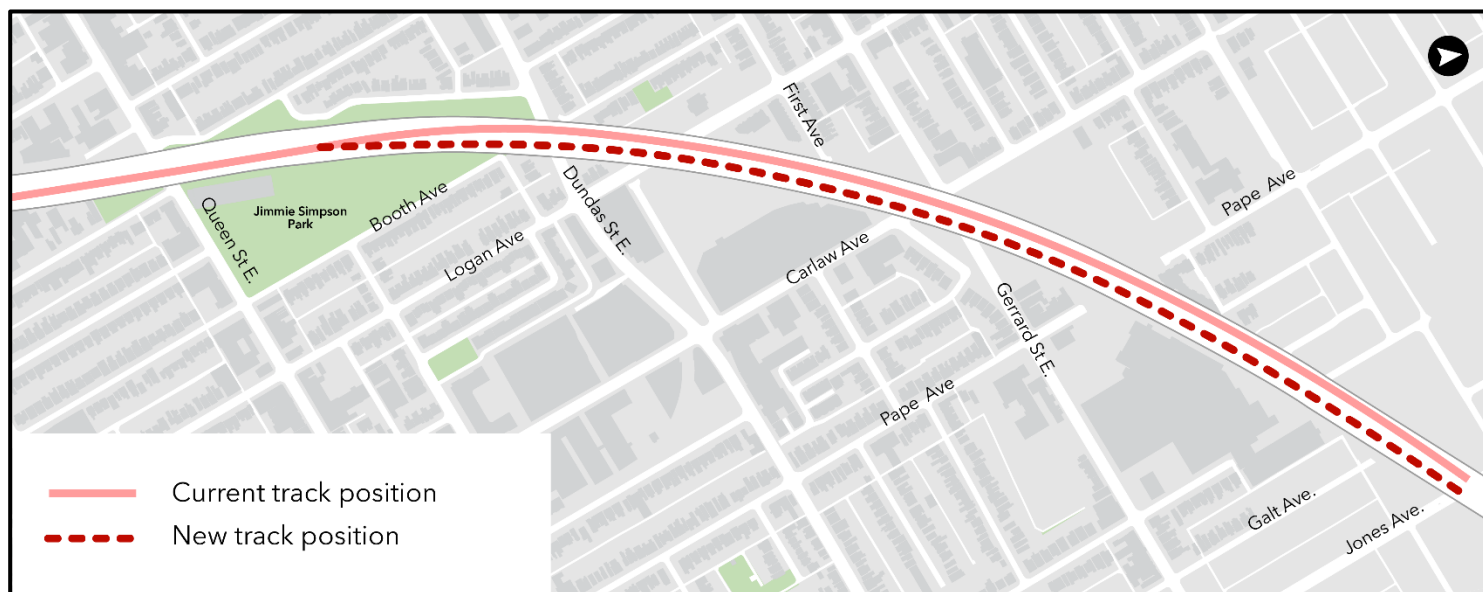 First Ave
Pape Ave
Queen St E.
Jimmie Simpson
Park
Booth Ave
Logan Ave
Dundas St E.
Carlaw Ave
Gerrard St E.
Pape Ave
Galt Ave.
Jones Ave.
Current track position
New track position